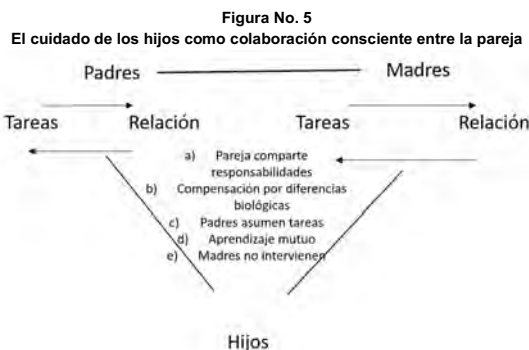 Figura No. 5
El cuidado de los hijos como colaboración consciente entre la pareja
Padres Madres
Tareas Relación Tareas Relación
a) Pareja comparte
responsabilidades
b) Compensación por diferencias
biológicas
c) Padres asumen tareas
d) Aprendizaje mutuo
e) Madres no intervienen
Hijos